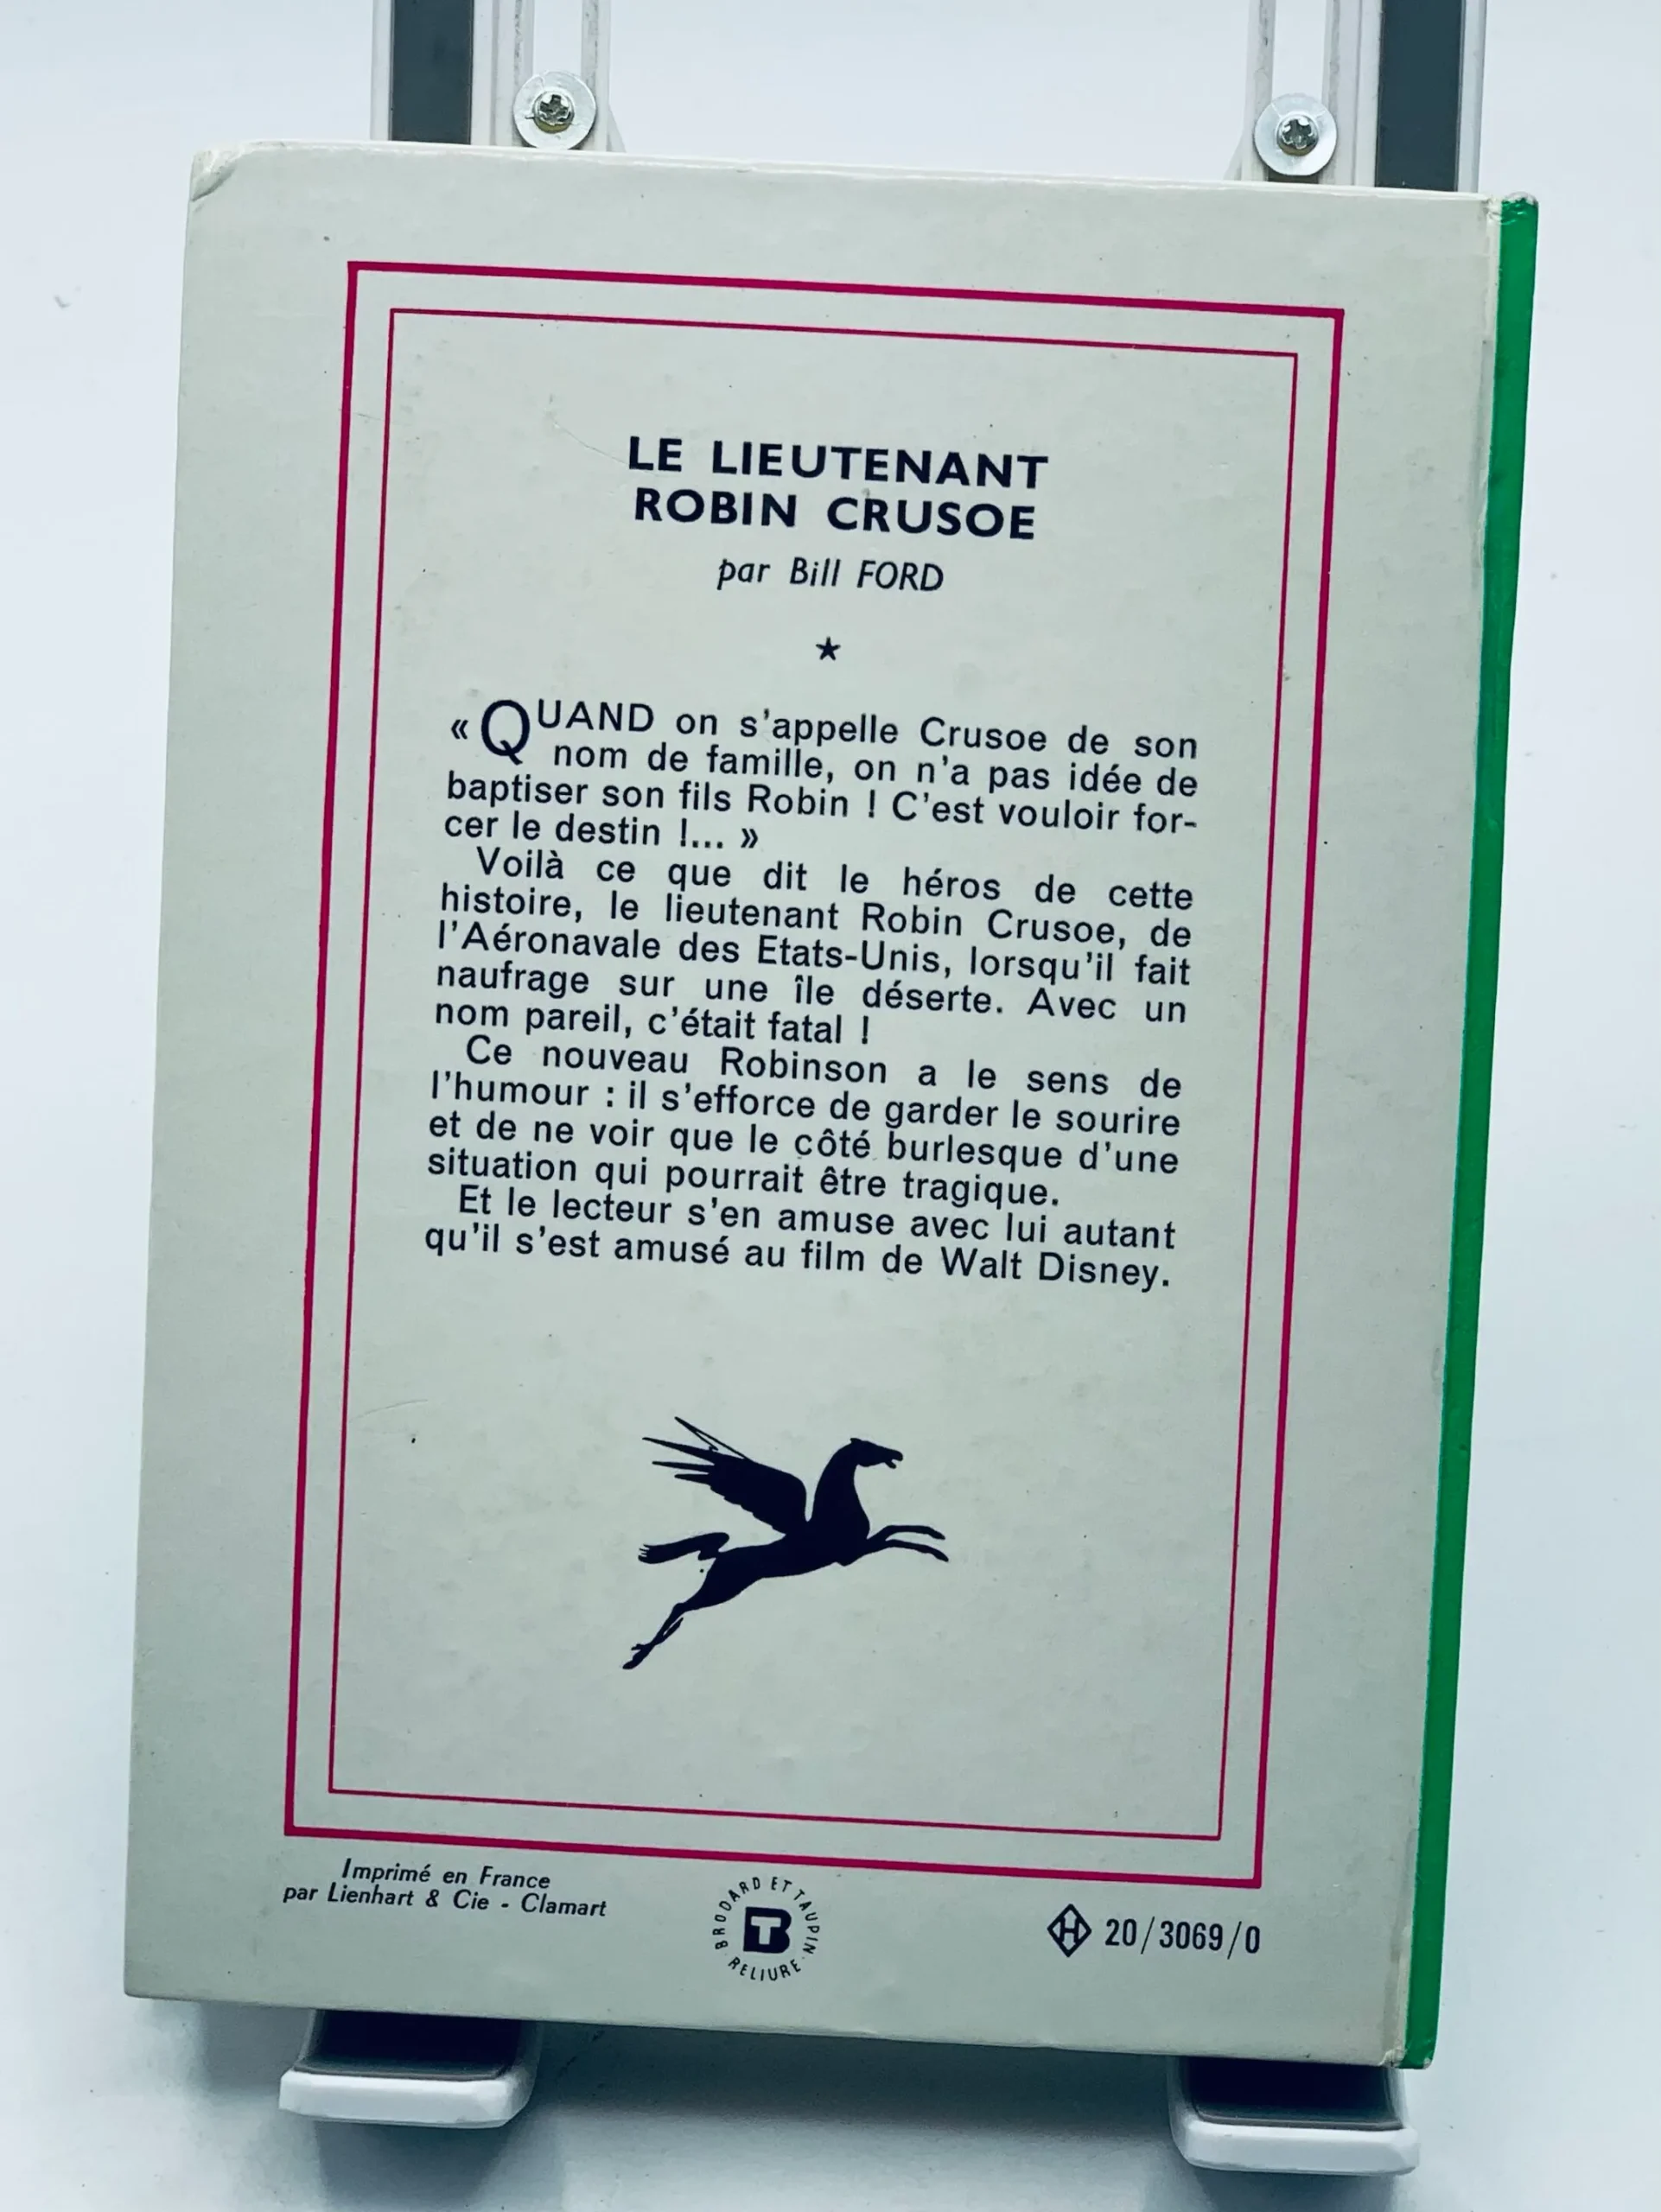 LE LIEUTENANT
ROBIN CRUSOE
par Bill FORD
★
« QUAND on s'appelle Crusoe de son
nom de famille, on n'a pas idée de
baptiser son fils Robin ! C'est vouloir for-
cer le destin !... »
Voilà ce que dit le héros de cette
histoire, le lieutenant Robin Crusoe, de
l'Aéronavale des Etats-Unis, lorsqu'il fait
naufrage sur une île déserte. Avec un
nom pareil, c'était fatal !
Ce nouveau Robinson a le sens de
l'humour : il s'efforce de garder le sourire
et de ne voir que le côté burlesque d'une
situation qui pourrait être tragique.
Et le lecteur s'en amuse avec lui autant
qu'il s'est amusé au film de Walt Disney.
Imprimé en France
par Lienhart & Cie - Clamart
BRODARD ET TAUPIN
BT
RELIURE
H 20/3069/0